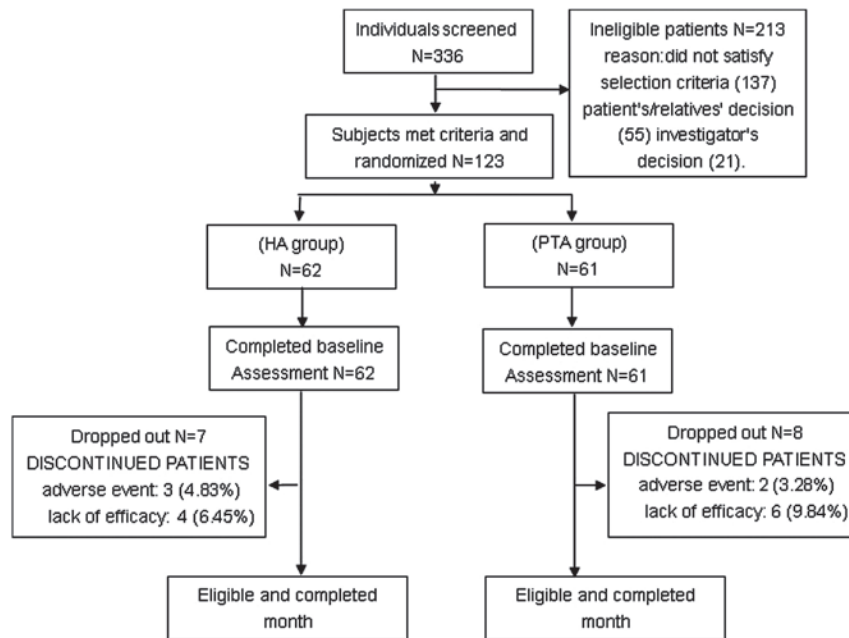 Individuals screened
N=336
Ineligible patients N=213
reason:did not satisfy
selection criteria (137)
patient's/relatives' decision
(55) investigator's
decision (21).
Subjects met criteria and
randomized N=123
(HA group)
N=62
(PTA group)
N=61
Completed baseline
Assessment N=62
Completed baseline
Assessment N=61
Dropped out N=7
DISCONTINUED PATIENTS
adverse event: 3 (4.83%)
lack of efficacy: 4 (6.45%)
Dropped out N=8
DISCONTINUED PATIENTS
adverse event: 2 (3.28%)
lack of efficacy: 6 (9.84%)
Eligible and completed
month
Eligible and completed
month